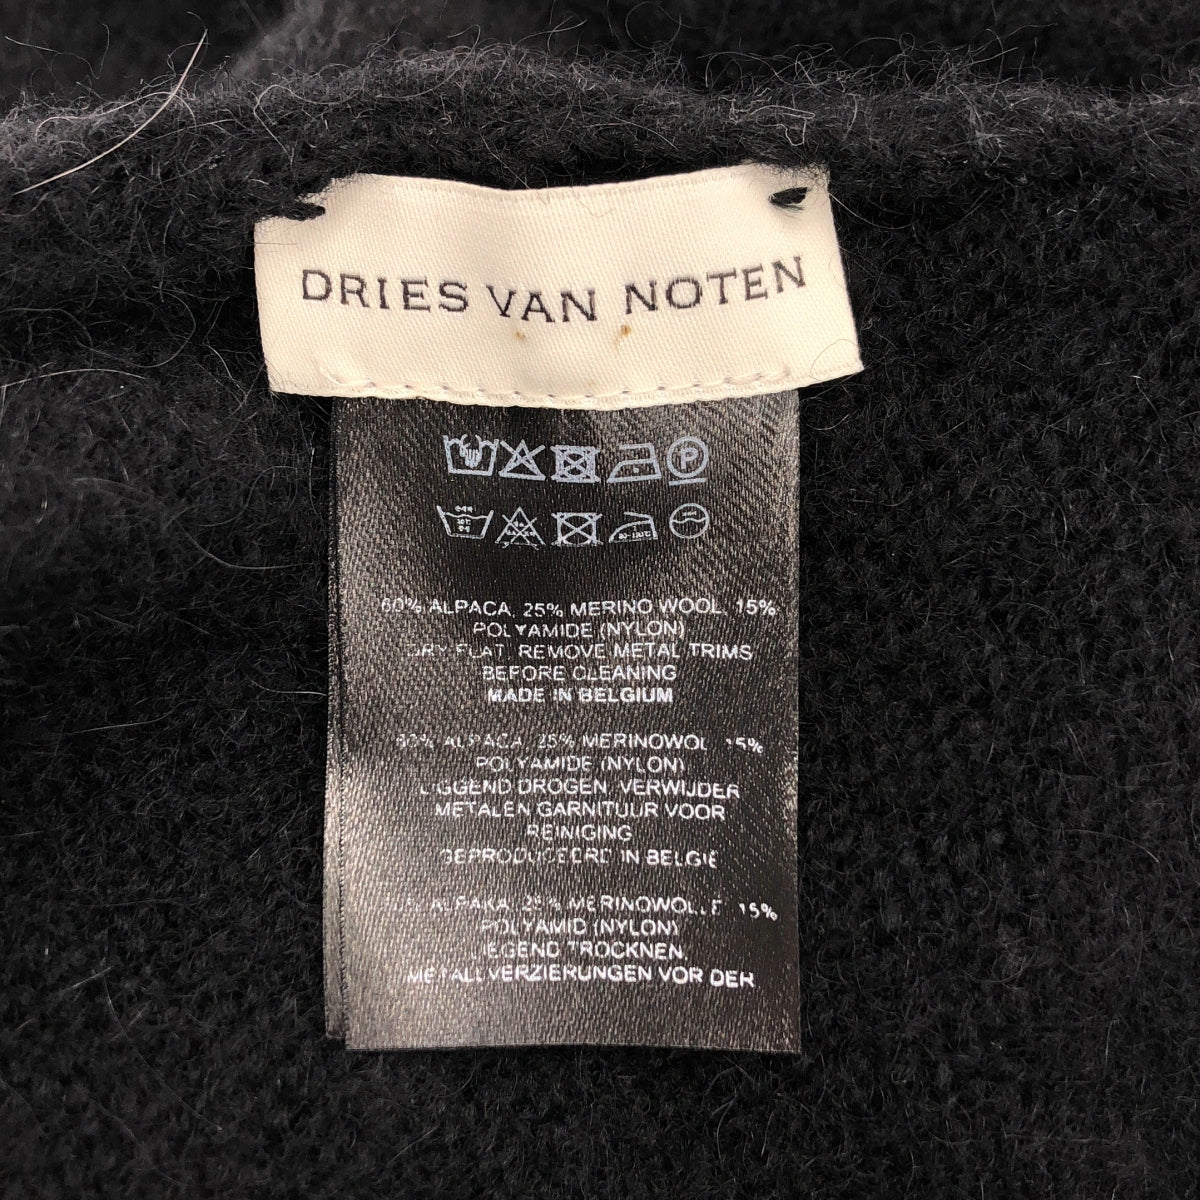 DRIES VAN NOTEN
P
60% ALPACA, 25% MERINO WOOL, 15%
POLYAMIDE (NYLON)
DRY FLAT, REMOVE METAL TRIMS
BEFORE CLEANING
MADE IN BELGIUM
60% ALPACA, 25% MERINOWOL 15%
POLYAMIDE (NYLON)
LIGGEND DROGEN, VERWIJDER
METALEN GARNITUUR VOOR
REINIGING
GEPRODUCEERD IN BELGIË
ALPAKA, 25% MERINOWOLLE 15%
POLYAMID (NYLON)
LIEGEND TROCKNEN,
METALLVERZIERUNGEN VOR DER